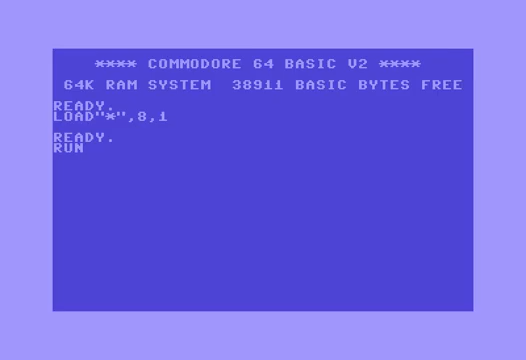 **** COMMODORE 64 BASIC V2 ****
64K RAM SYSTEM  38911 BASIC BYTES FREE
READY.
LOAD"*",8,1
READY.
RUN